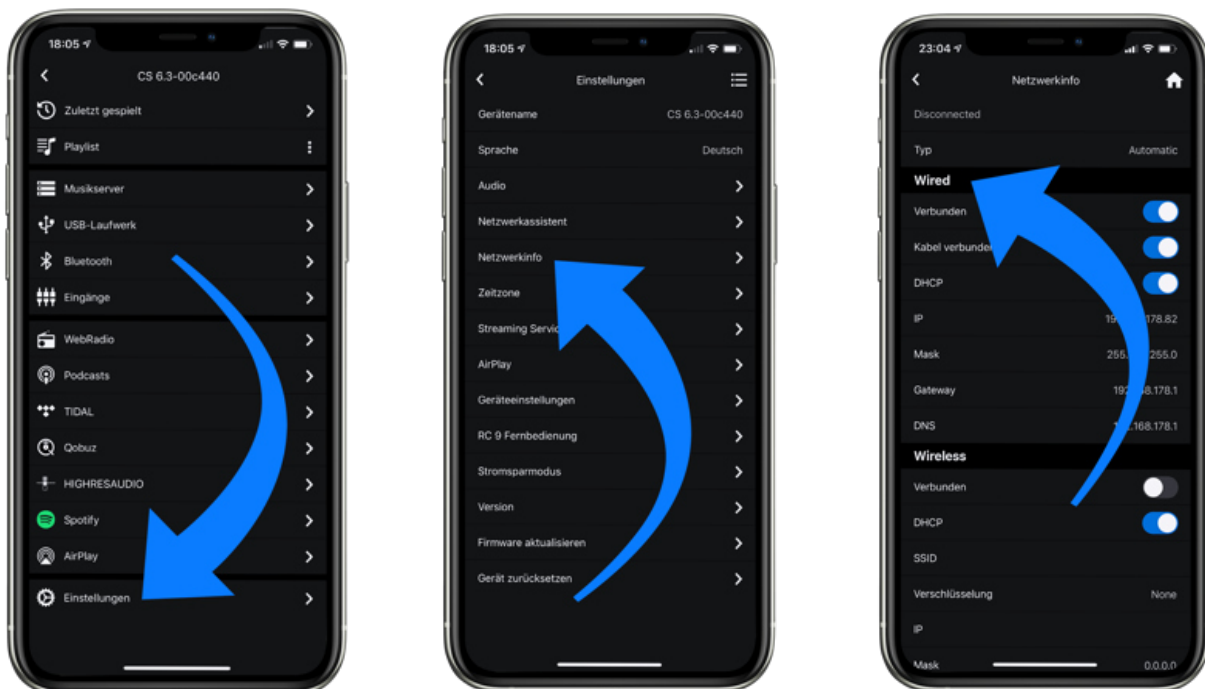 18:05
CS 6.3-00c440
Zuletzt gespielt
Playlist
Musikserver
USB-Laufwerk
Bluetooth
Eingänge
WebRadio
Podcasts
TIDAL
Qobuz
HIGHRESAUDIO
Spotify
AirPlay
Einstellungen
18:05
Einstellungen
Gerätename CS 6.3-00c440
Sprache Deutsch
Audio
Netzwerkassistent
Netzwerkinfo
Zeitzone
Streaming
AirPlay
Geräteeinstellungen
RC 9 Fernbedienung
Stromsparmodus
Version
Firmware aktualisieren
Gerät zurücksetzen
23:04
Netzwerkinfo
Disconnected
Typ Automatic
Wired
Verbunden
Kabel
DHCP
IP
Mask
Gateway
DNS
Wireless
Verbunden
DHCP
SSID
Verschlüsselung None
IP
Mask 0.0.0.0